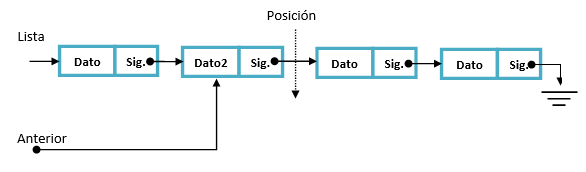 Posición
Lista
Dato Sig. Dato2 Sig. Dato Sig. Dato Sig.
Anterior